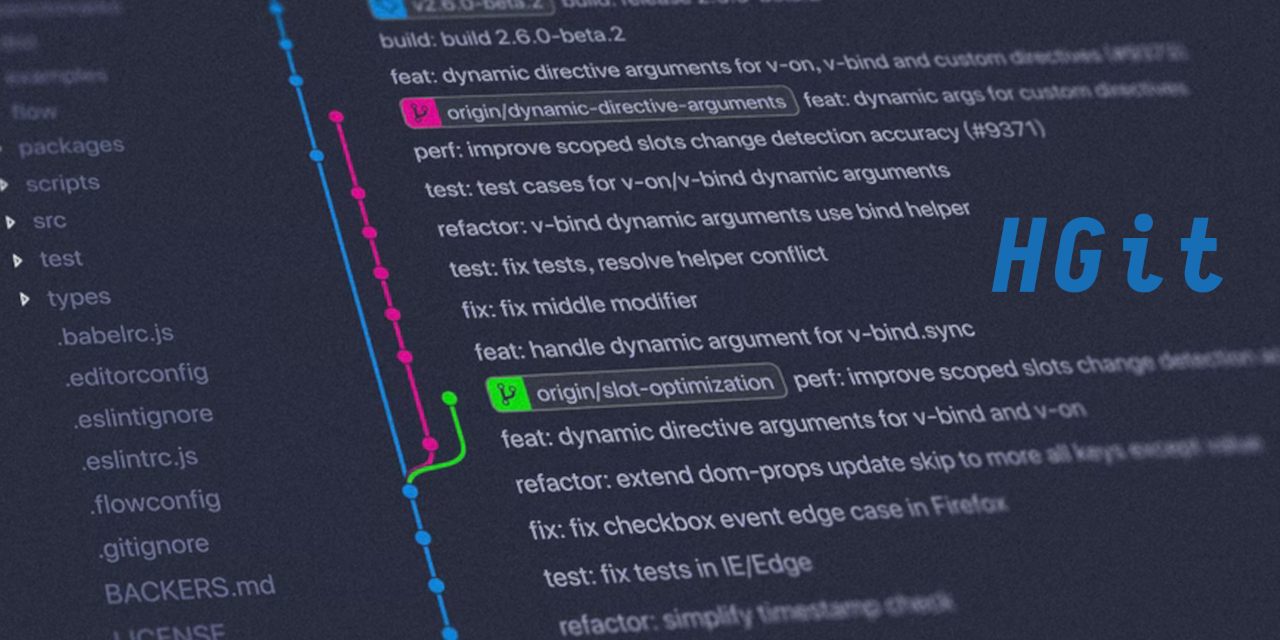 examples
flow
packages
scripts
src
test
types
.babelrc.js
.editorconfig
.eslintignore
.eslintrc.js
.flowconfig
.gitignore
BACKERS.md
LICENSE
v2.6.0-beta.2 build: release 2.6.0-beta.2
build: build 2.6.0-beta.2
feat: dynamic directive arguments for v-on, v-bind and custom directives (#9373)
origin/dynamic-directive-arguments feat: dynamic args for custom directives
perf: improve scoped slots change detection accuracy (#9371)
test: test cases for v-on/v-bind dynamic arguments
refactor: v-bind dynamic arguments use bind helper
test: fix tests, resolve helper conflict
fix: fix middle modifier
feat: handle dynamic argument for v-bind.sync
origin/slot-optimization perf: improve scoped slots change detection
feat: dynamic directive arguments for v-bind and v-on
refactor: extend dom-props update skip to more all keys except value
fix: fix checkbox event edge case in Firefox
test: fix tests in IE/Edge
refactor: simplify timestamp check
HGit